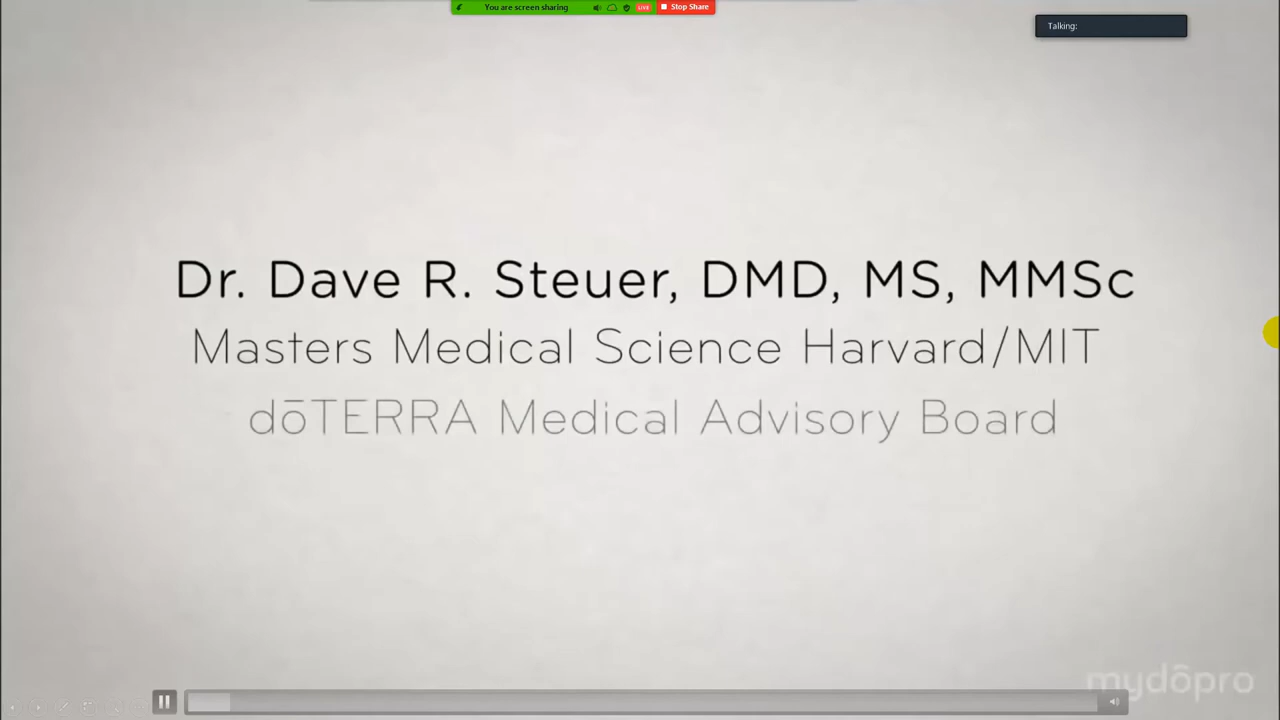 You are screen sharing
LIVE
Stop Share
Talking:
Dr. Dave R. Steuer, DMD, MS, MMSc
Masters Medical Science Harvard/MIT
dōTERRA Medical Advisory Board
mydōpro